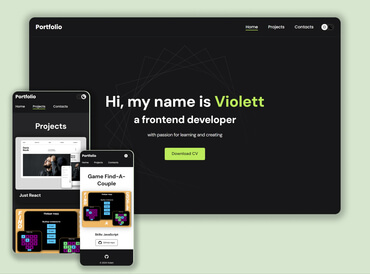 Portfolio
Home Projects Contacts
Hi, my name is Violett
a frontend developer
with passion for learning and creating
Download CV
Portfolio
Home Projects Contacts
Projects
Just React
Portfolio
Home Projects Contacts
Game Find-A-
Couple
Skills: JavaScript